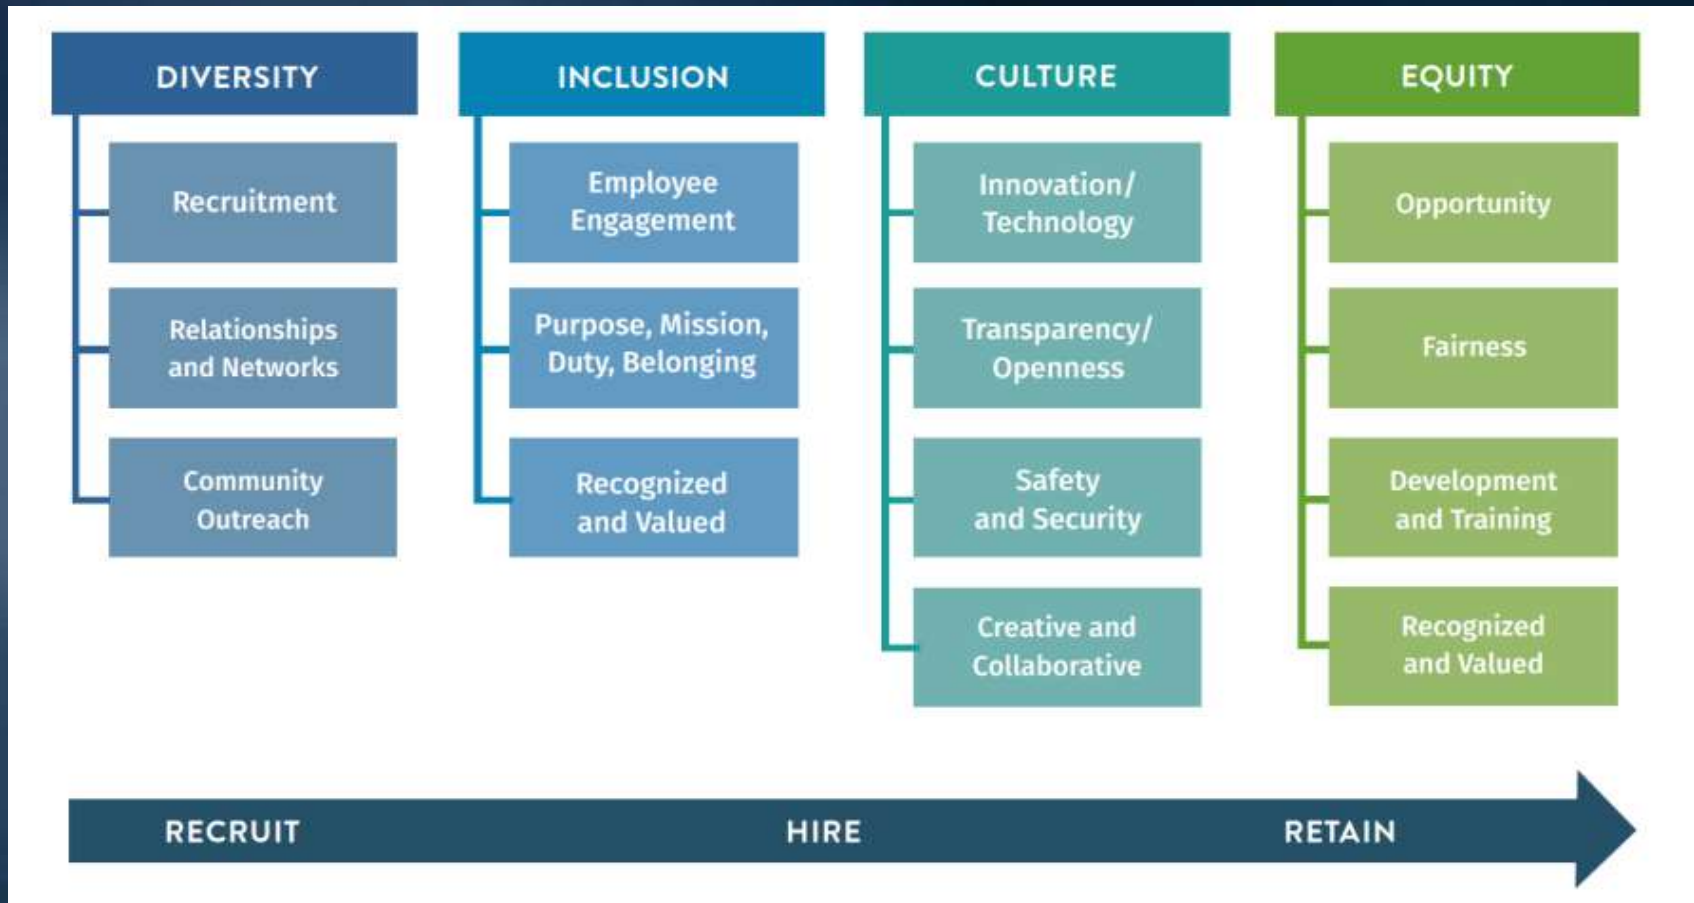 DIVERSITY
Recruitment
Relationships
and Networks
Community
Outreach
INCLUSION
Employee
Engagement
Purpose, Mission,
Duty, Belonging
Recognized
and Valued
CULTURE
Innovation/
Technology
Transparency/
Openness
Safety
and Security
Creative and
Collaborative
EQUITY
Opportunity
Fairness
Development
and Training
Recognized
and Valued
RECRUIT HIRE RETAIN